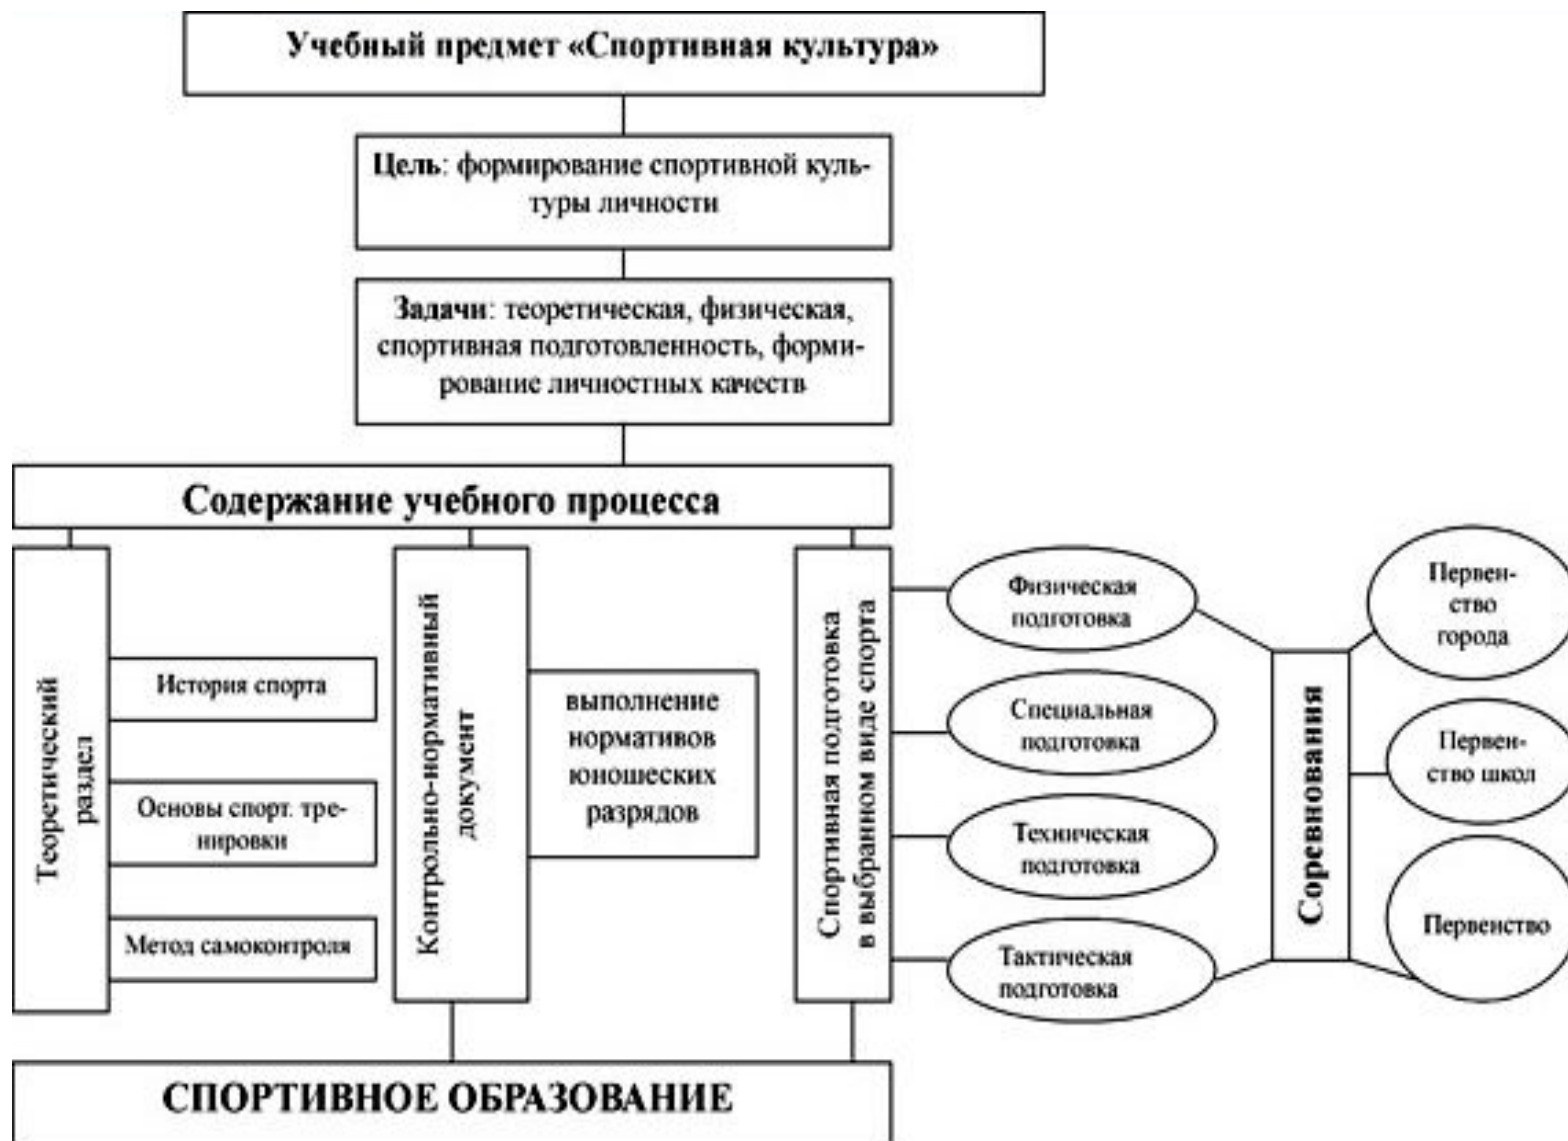 Учебный предмет «Спортивная культура»
Цель: формирование спортивной куль-
туры личности
Задачи: теоретическая, физическая,
спортивная подготовленность, форми-
рование личностных качеств
Содержание учебного процесса
Теоретический
раздел
История спорта
Основы спорт. тре-
нировки
Метод самоконтроля
Контрольно-нормативный
документ
выполнение
нормативов
юношеских
разрядов
Спортивная подготовка
в выбранном виде спорта
Физическая
подготовка
Специальная
подготовка
Техническая
подготовка
Тактическая
подготовка
Соревнования
Первен-
ство
города
Первен-
ство школ
Первенство
СПОРТИВНОЕ ОБРАЗОВАНИЕ